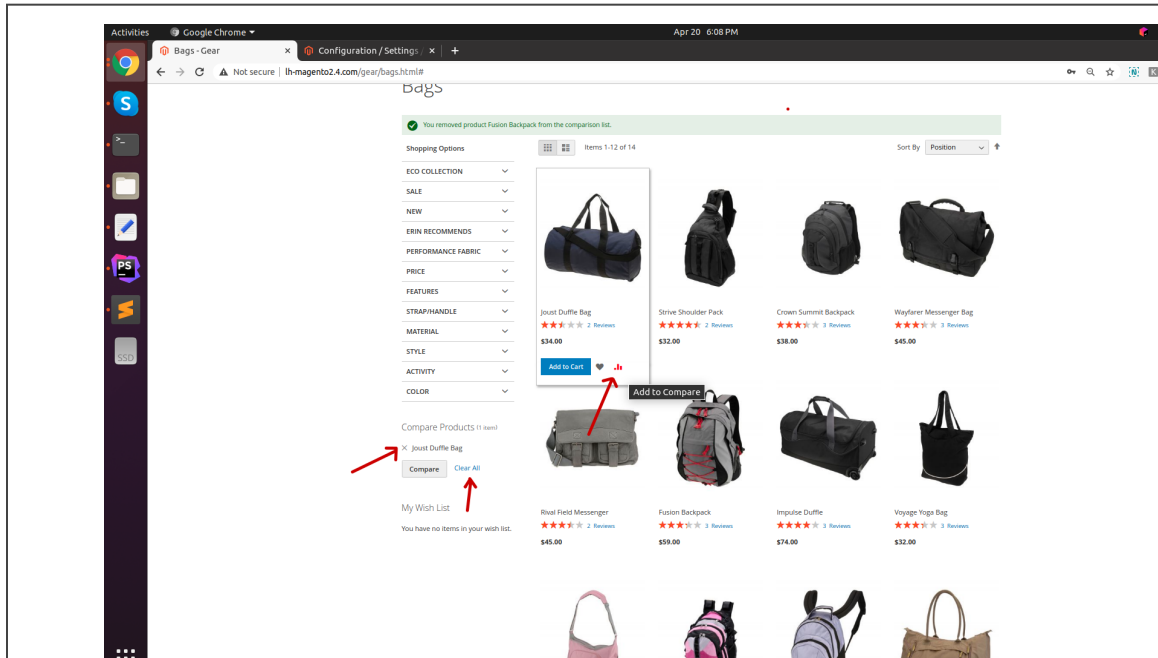 Activities Google Chrome Apr 20 6:08 PM
Bags - Gear × Configuration / Settings × +
Not secure lh-magento2.4.com/gear/bags.html#
Bags
You removed product Fusion Backpack from the comparison list.
Shopping Options Items 1-12 of 14 Sort By Position
ECO COLLECTION
SALE
NEW
ERIN RECOMMENDS
PERFORMANCE FABRIC
PRICE
FEATURES
STRAP/HANDLE
MATERIAL
STYLE
ACTIVITY
COLOR
Joust Duffle Bag Strive Shoulder Pack Crown Summit Backpack Wayfarer Messenger Bag
2 Reviews 2 Reviews 3 Reviews 3 Reviews
$34.00 $32.00 $38.00 $45.00
Add to Cart
Add to Compare
Compare Products (1 item)
× Joust Duffle Bag
Compare Clear All
My Wish List
You have no items in your wish list.
Rival Field Messenger Fusion Backpack Impulse Duffle Voyage Yoga Bag
2 Reviews 3 Reviews 3 Reviews 3 Reviews
$45.00 $59.00 $74.00 $32.00
S
>_
PS
SSD
N
K